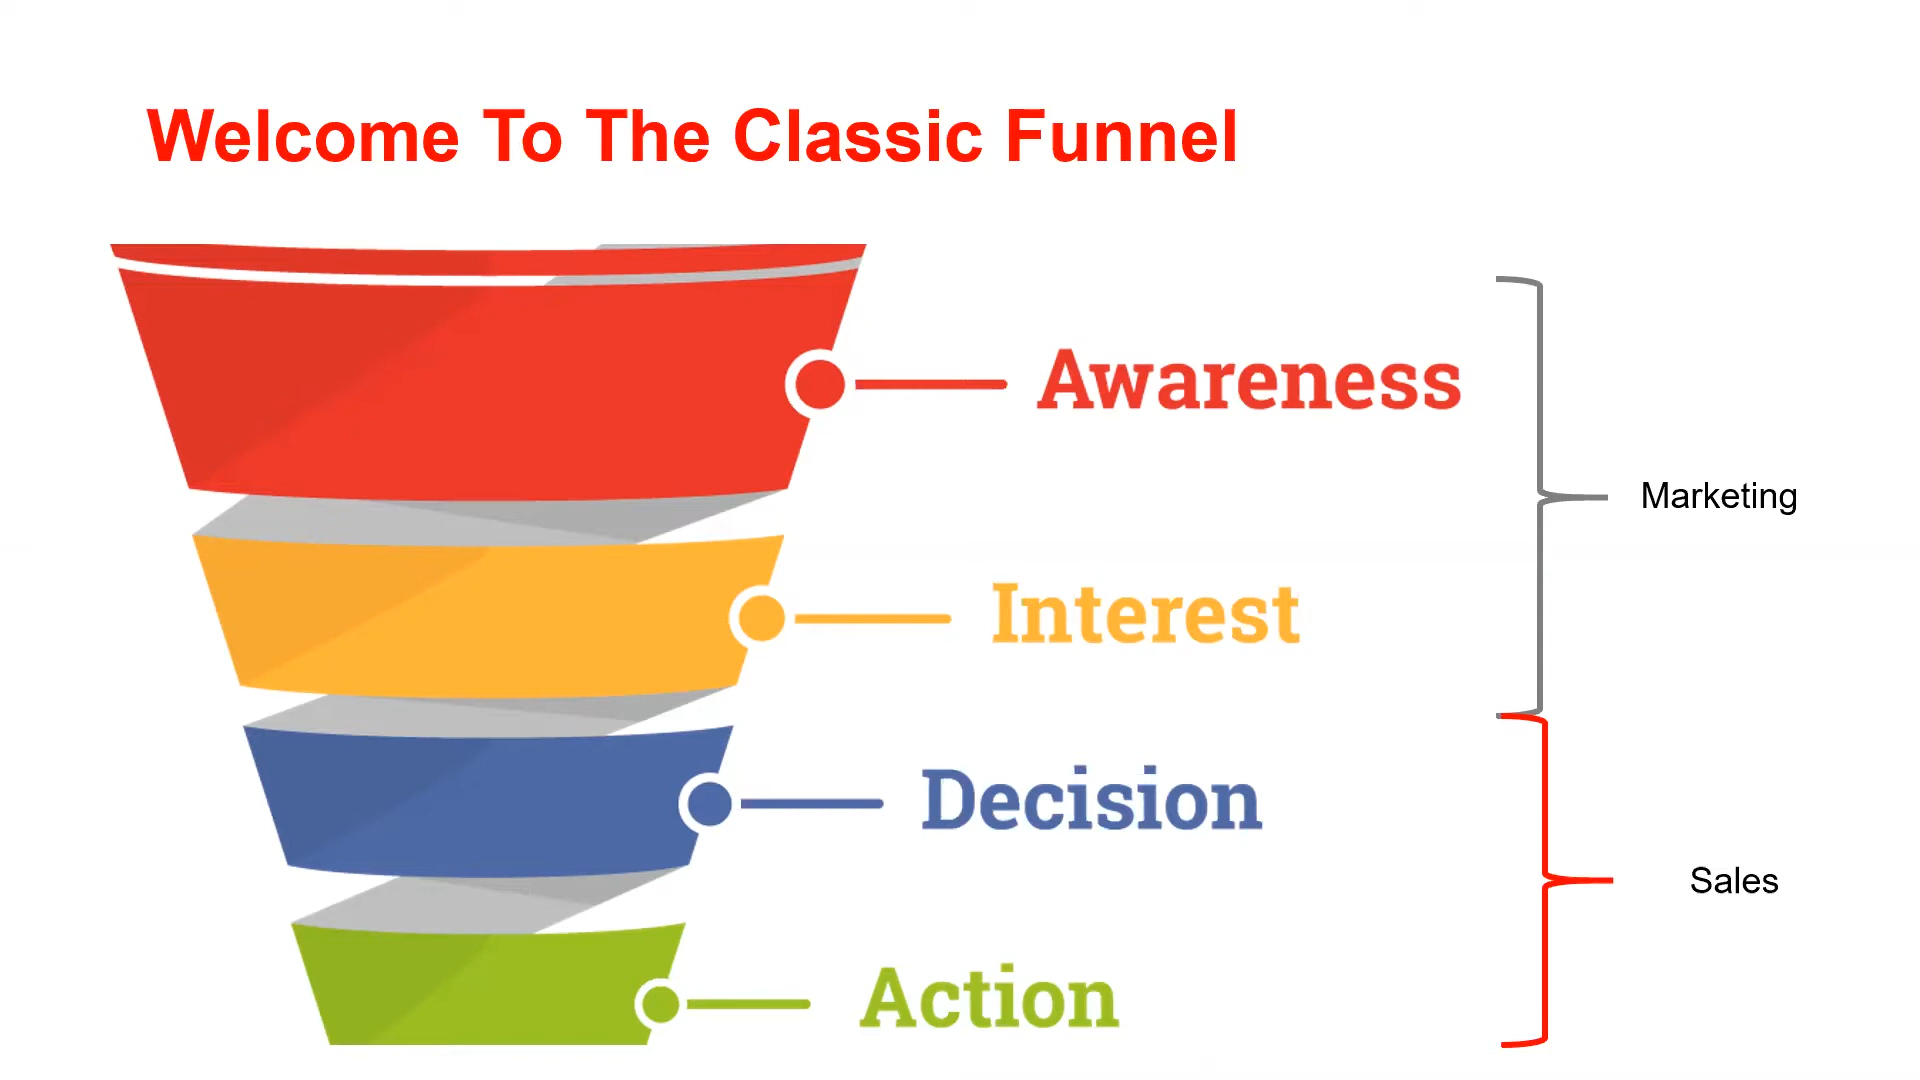 Welcome To The Classic Funnel
Awareness
Marketing
Interest
Decision
Sales
Action